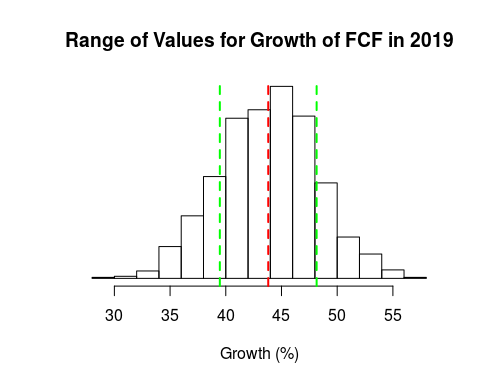 Range of Values for Growth of FCF in 2019
30 35 40 45 50 55
Growth (%)